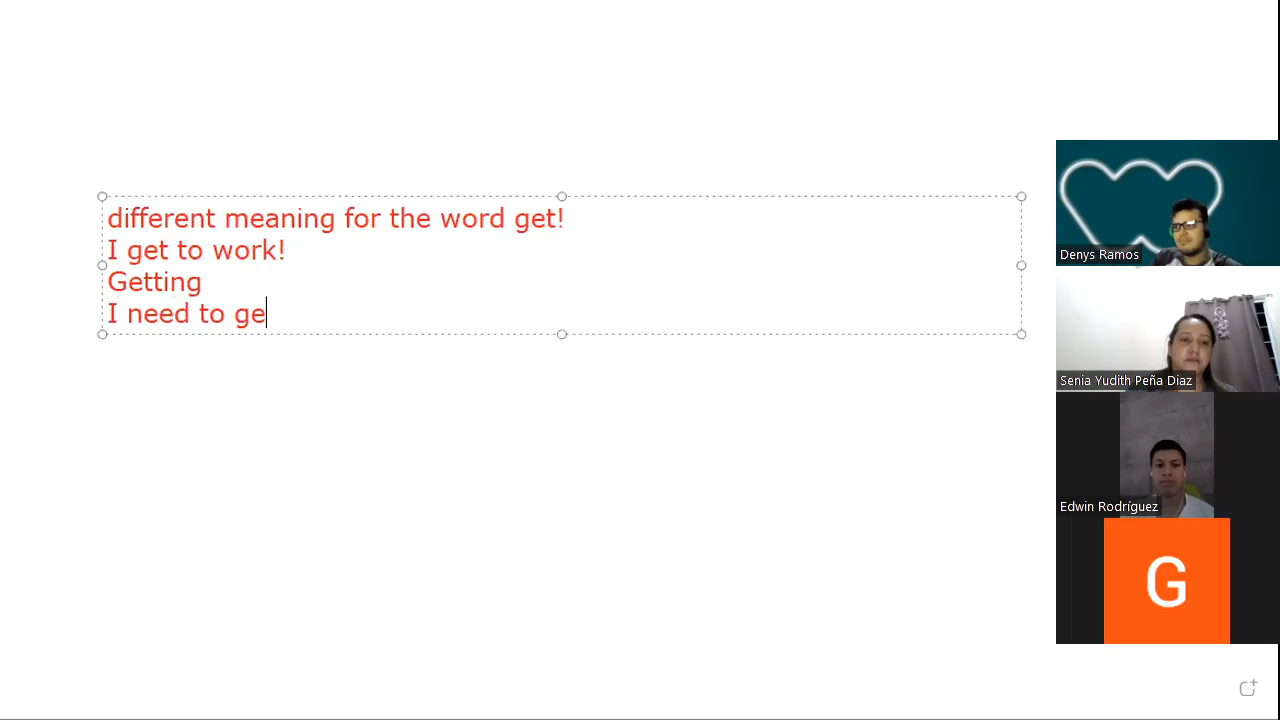 different meaning for the word get!
I get to work!
Getting
I need to ge
Denys Ramos
Senia Yudith Peña Diaz
Edwin Rodríguez
G